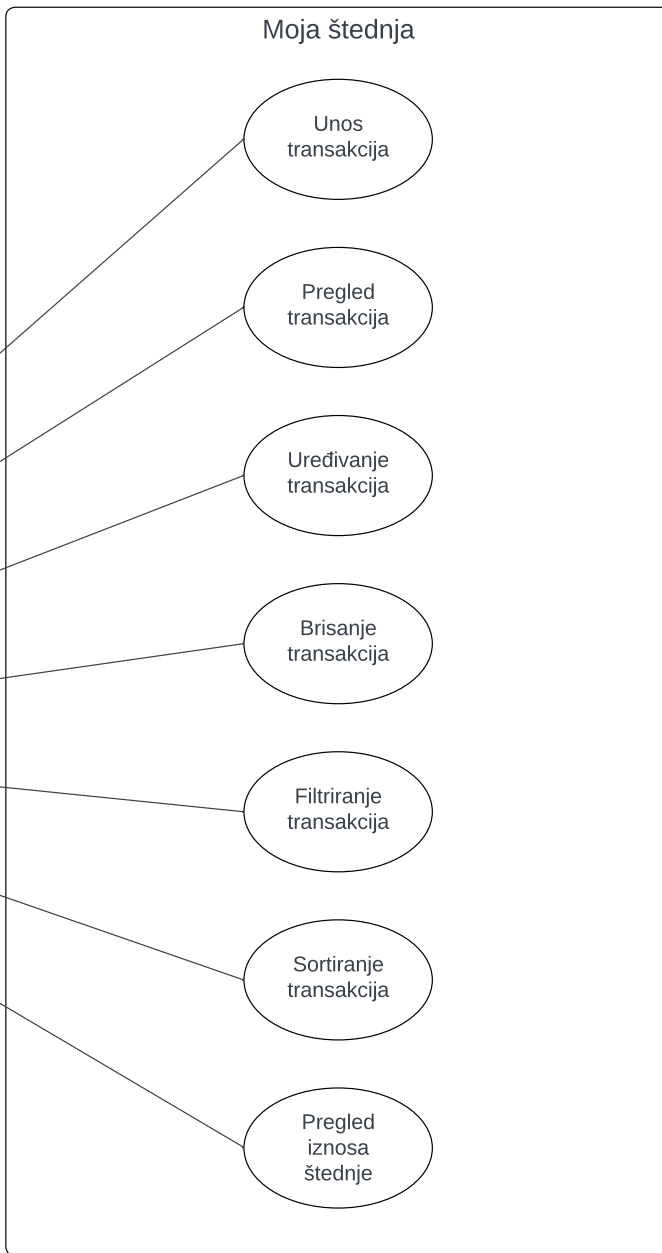 Moja štednja
Unos
transakcija
Pregled
transakcija
Uređivanje
transakcija
Brisanje
transakcija
Filtriranje
transakcija
Sortiranje
transakcija
Pregled
iznosa
štednje